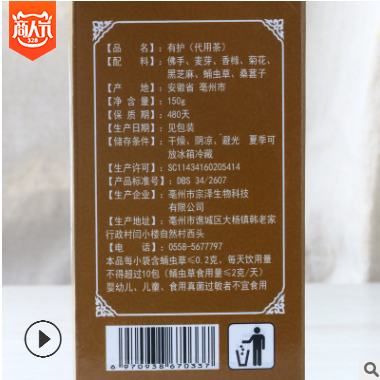 商人六
328
【品 名】：有护（代用茶）
【配 料】：佛手、麦芽、香橼、菊花、
黑芝麻、蛹虫草、桑葚子
【产 地】：安徽省 亳州市
【净 含 量】：150g
【保 质 期】：480天
【生产日期】：见包装
【储存条件】：干燥、阴凉、避光 夏季可
放冰箱冷藏
【生产许可】：SC11434160205414
【产品标准号】：DBS 34/2607
【生产企业】：亳州市宗泽生物科技
有限公司
【生产地址】：亳州市谯城区大杨镇韩老家
行政村间小楼自然村西头
【电 话】：0558-5677797
本品每小袋含蛹虫草≤0.2克，每天饮用量
不得超过10包（蛹虫草食用量≤2克/天）
婴幼儿、儿童、食用真菌过敏者不宜食用
6 970938 670337